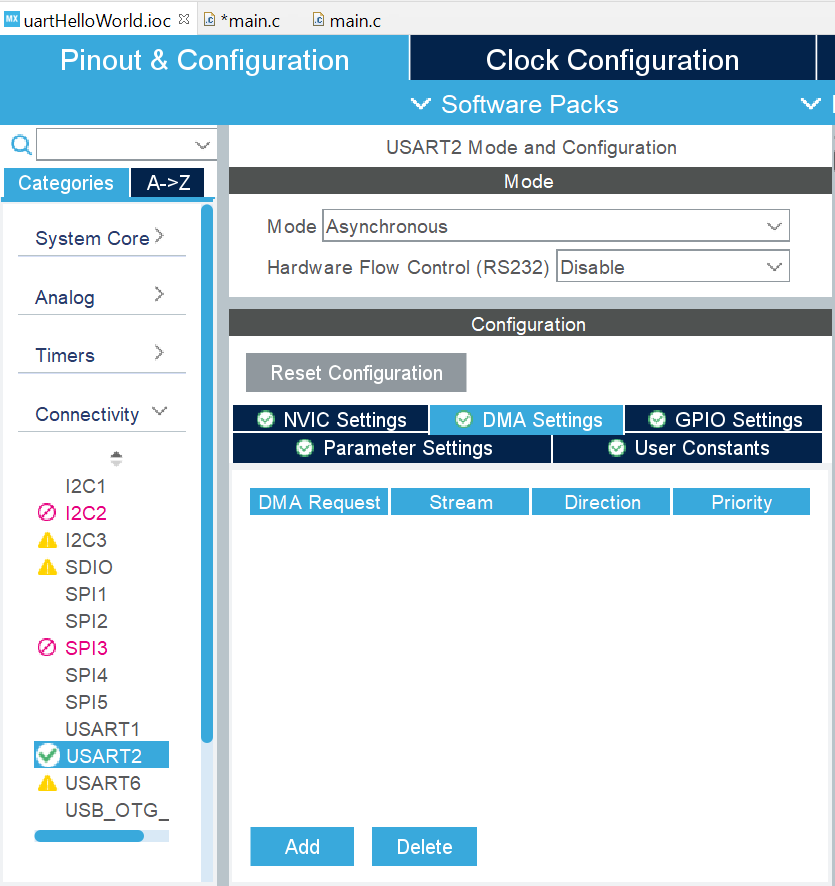 MX uartHelloWorld.ioc *main.c main.c
Pinout & Configuration Clock Configuration
Software Packs
USART2 Mode and Configuration
Categories A->Z
Mode
System Core
Mode Asynchronous
Hardware Flow Control (RS232) Disable
Analog
Configuration
Timers
Reset Configuration
Connectivity
NVIC Settings DMA Settings GPIO Settings
Parameter Settings User Constants
I2C1
I2C2
I2C3
SDIO
SPI1
SPI2
SPI3
SPI4
SPI5
USART1
USART2
USART6
USB_OTG_
DMA Request Stream Direction Priority
Add Delete